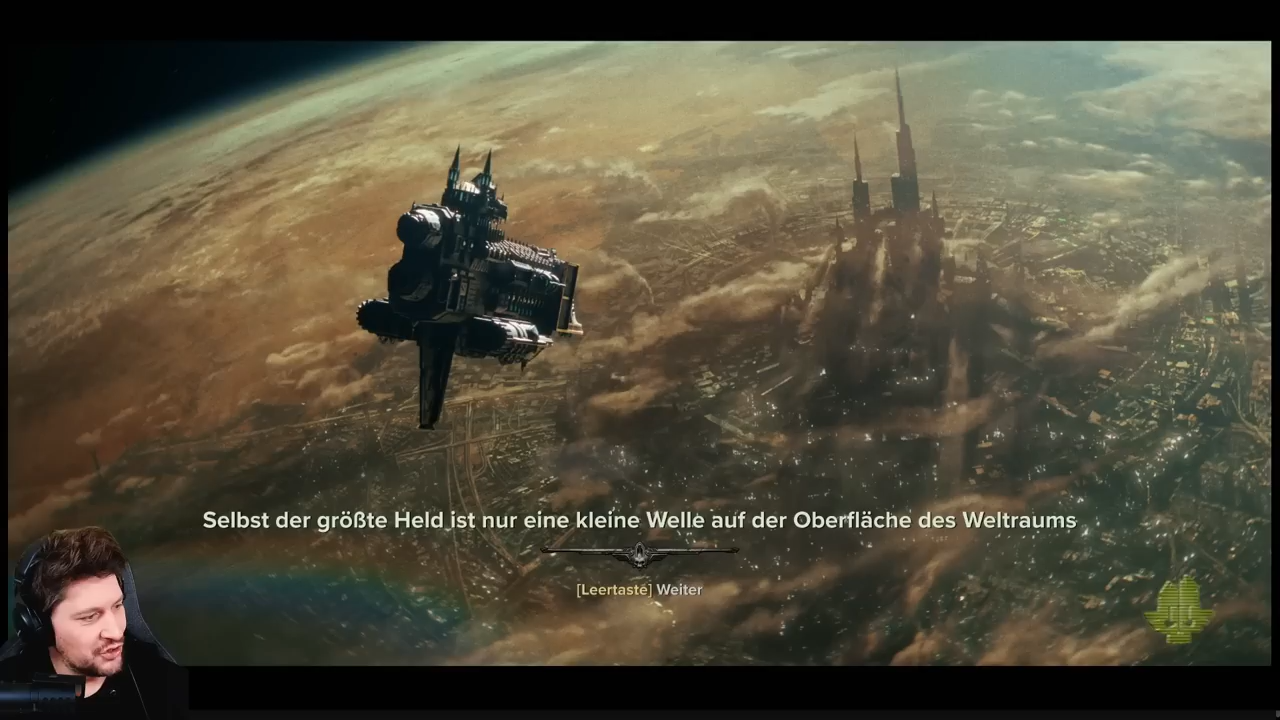 Selbst der größte Held ist nur eine kleine Welle auf der Oberfläche des Weltraums
[Leertaste] Weiter